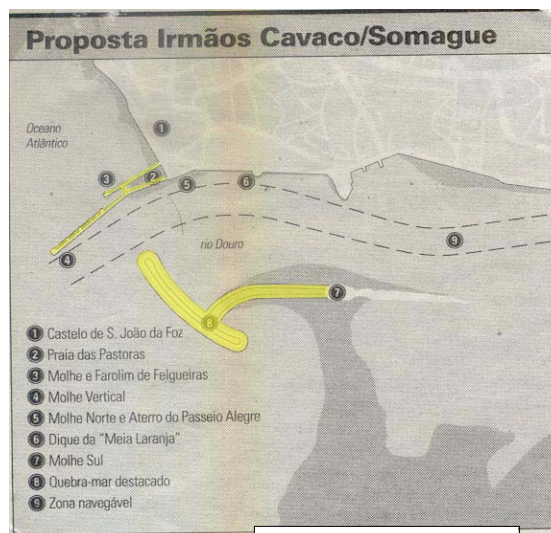 Proposta Irmãos Cavaco/Somague
Oceano
Atlântico
1
3
2
5
6
rio Douro
9
4
7
8
1 Castelo de S. João da Foz
2 Praia das Pastoras
3 Molhe e Farolim de Felgueiras
4 Molhe Vertical
5 Molhe Norte e Aterro do Passeio Alegre
6 Dique da "Meia Laranja"
7 Molhe Sul
8 Quebra-mar destacado
9 Zona navegável